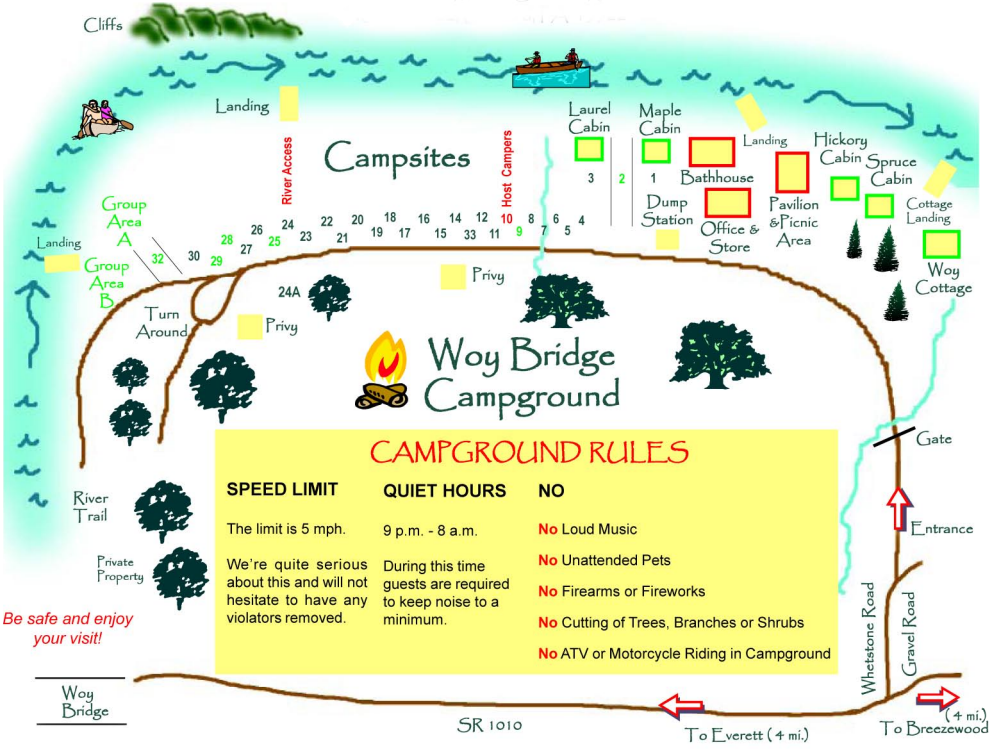 Cliffs
Landing
River Access
Campsites
Host Campers
Laurel
Cabin
Maple
Cabin
Landing
Hickory
Cabin
Spruce
Cabin
Cottage
Landing
Woy
Cottage
3
2
1
Bathhouse
Dump
Station
Office &
Store
Pavilion
& Picnic
Area
Group
Area
A
Landing
Group
Area
B
32
30
29
28
27
26
25
24
23
22
21
20
19
18
17
16
15
14
33
12
11
10
9
8
7
6
5
4
24A
Privy
Privy
Turn
Around
Woy Bridge
Campground
Gate
Entrance
CAMPGROUND RULES
SPEED LIMIT
The limit is 5 mph.
We're quite serious
about this and will not
hesitate to have any
violators removed.
QUIET HOURS
9 p.m. - 8 a.m.
During this time
guests are required
to keep noise to a
minimum.
NO
No Loud Music
No Unattended Pets
No Firearms or Fireworks
No Cutting of Trees, Branches or Shrubs
No ATV or Motorcycle Riding in Campground
River
Trail
Private
Property
Be safe and enjoy
your visit!
Whetstone Road
Gravel Road
Woy
Bridge
SR 1010
To Everett (4 mi.)
(4 mi.)
To Breezewood